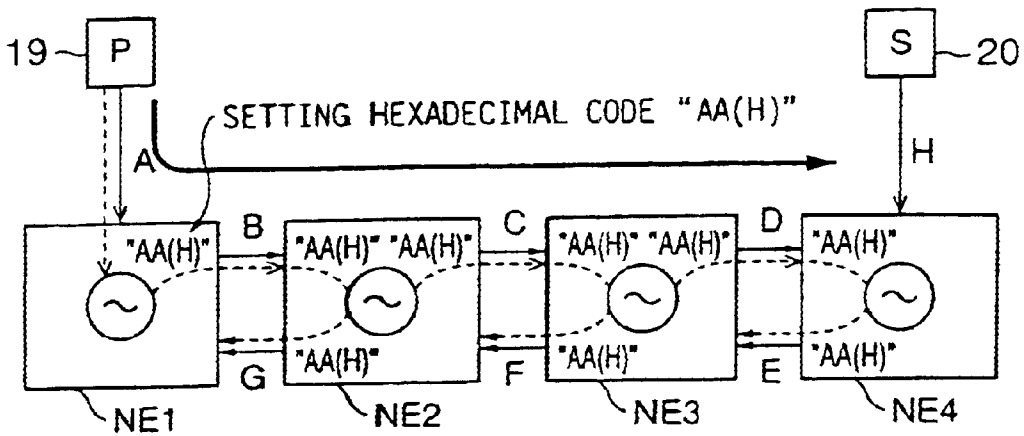 19 P S 20
SETTING HEXADECIMAL CODE "AA(H)"
A H
B C D
"AA(H)" "AA(H)" "AA(H)" "AA(H)" "AA(H)" "AA(H)"
"AA(H)" "AA(H)" "AA(H)"
G F E
NE1 NE2 NE3 NE4